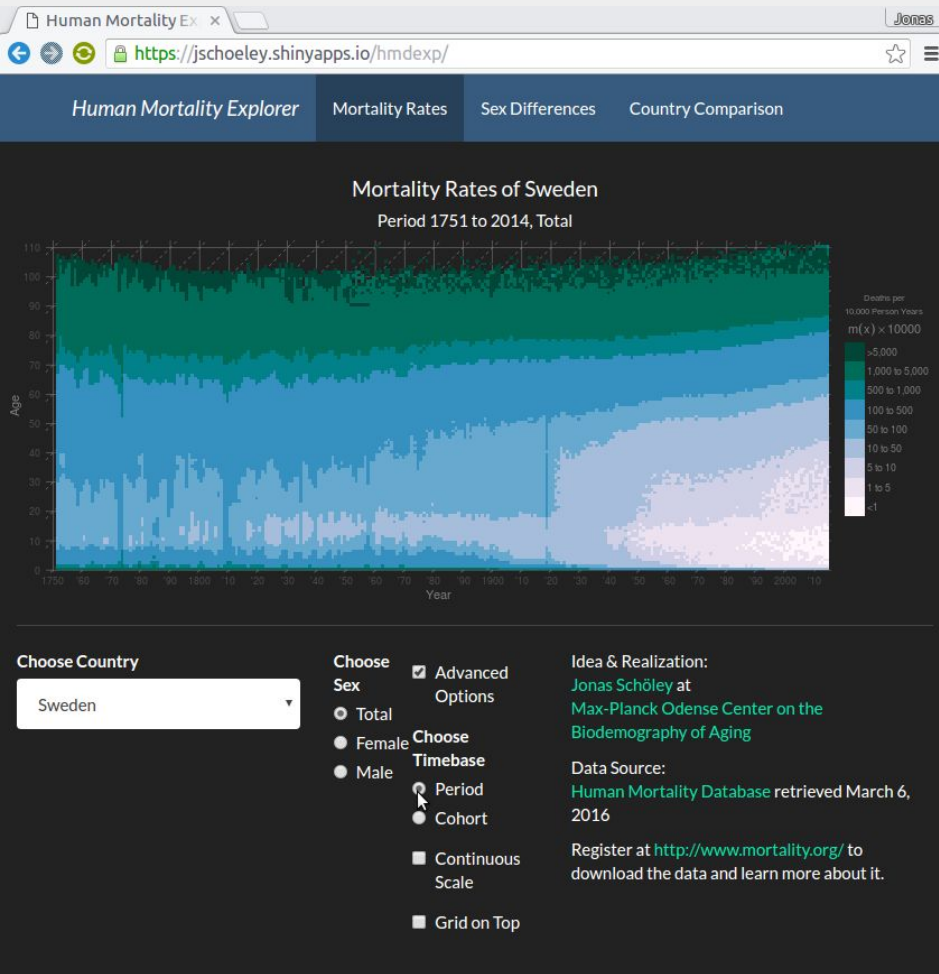 Human Mortality Ex
Jonas
https://jschoeley.shinyapps.io/hmdexp/
Human Mortality Explorer
Mortality Rates
Sex Differences
Country Comparison
Mortality Rates of Sweden
Period 1751 to 2014, Total
110
100
90
80
70
60
50
40
30
20
10
0
Age
1750 '60 '70 '80 '90 1800 '10 '20 '30 '40 '50 '60 '70 '80 '90 1900 '10 '20 '30 '40 '50 '60 '70 '80 '90 2000 '10
Year
Deaths per
10,000 Person Years
m(x) × 10000
>5,000
1,000 to 5,000
500 to 1,000
100 to 500
50 to 100
10 to 50
5 to 10
1 to 5
<1
Choose Country
Sweden
Choose
Sex
Total
Female
Male
Advanced
Options
Choose
Timebase
Period
Cohort
Continuous
Scale
Grid on Top
Idea & Realization:
Jonas Schöley at
Max-Planck Odense Center on the
Biodemography of Aging
Data Source:
Human Mortality Database retrieved March 6,
2016
Register at http://www.mortality.org/ to
download the data and learn more about it.